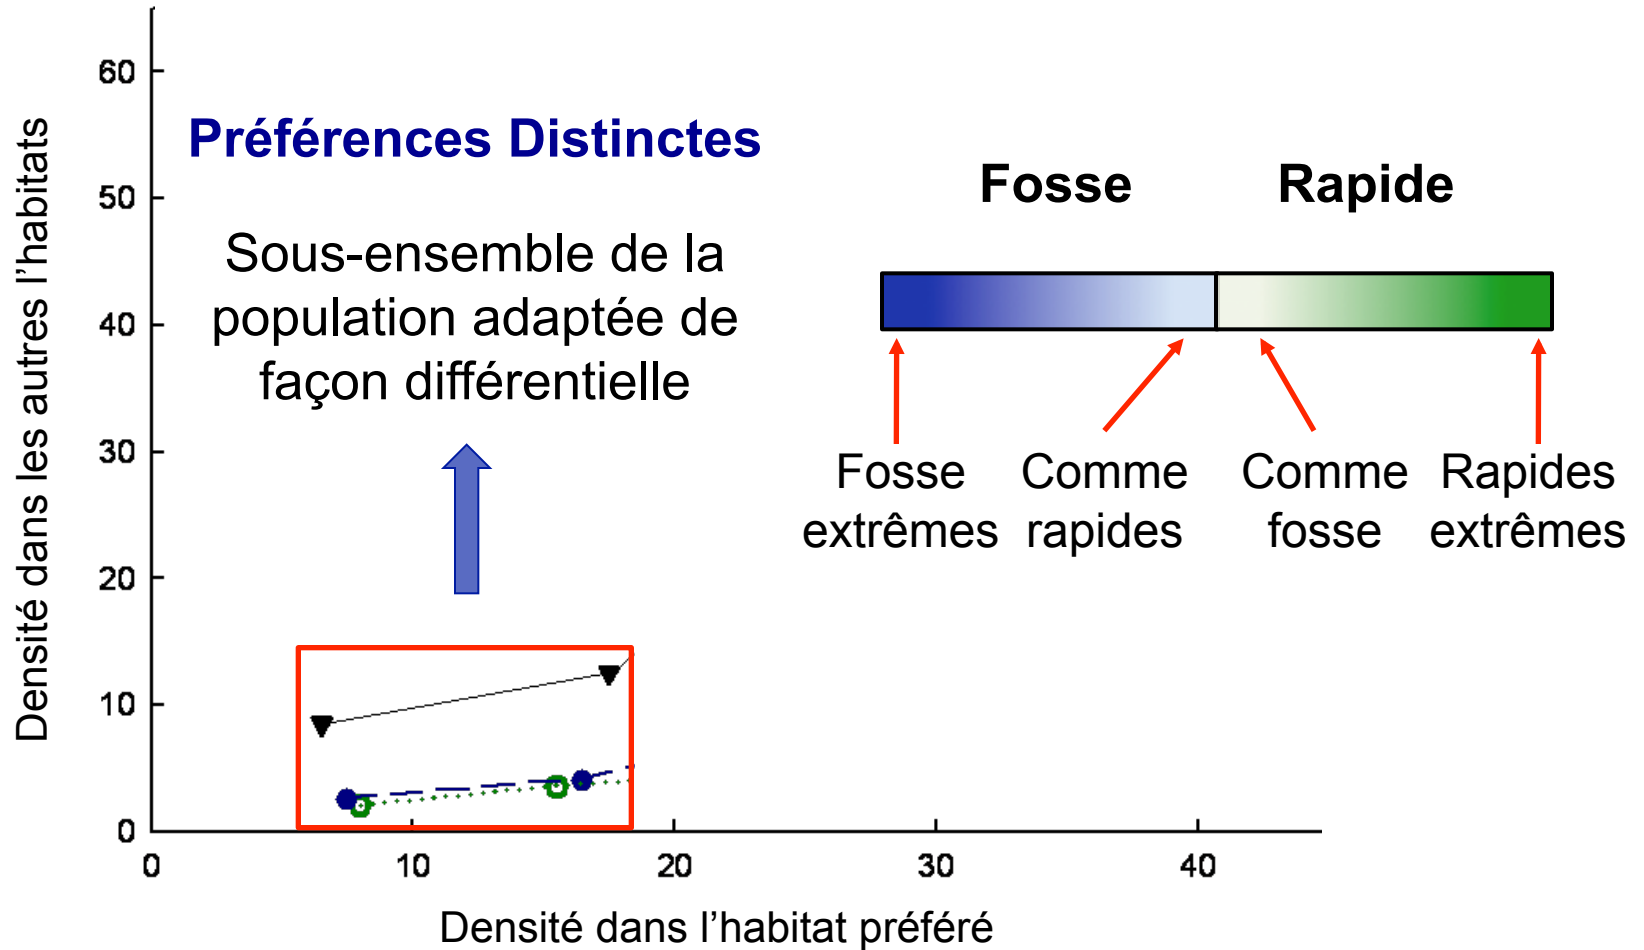 Densité dans les autres l'habitats
60
50
40
30
20
10
0
Préférences Distinctes
Sous-ensemble de la
population adaptée de
façon différentielle
Fosse
Rapide
Fosse
extrêmes
Comme
rapides
Comme
fosse
Rapides
extrêmes
0
10
20
30
40
Densité dans l'habitat préféré